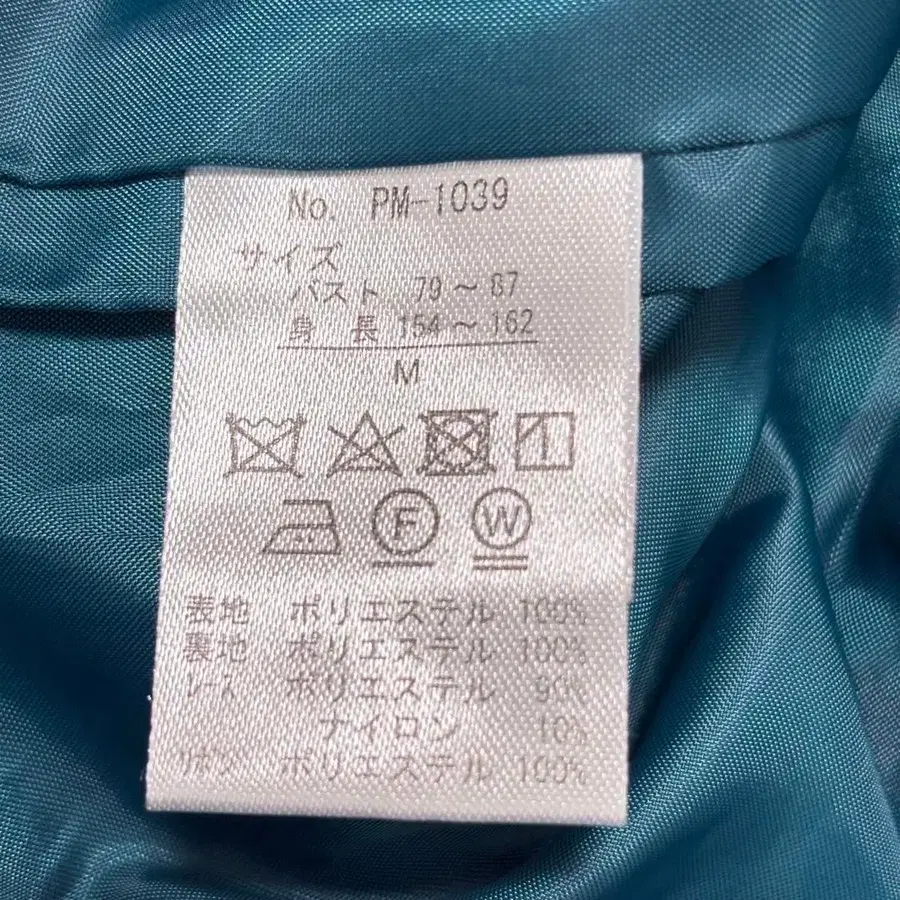 No. PM-1039
サイズ
バスト 79～87
身長 154～162
M
F W
表地 ポリエステル 100%
裏地 ポリエステル 100%
レース ポリエステル 90%
ナイロン 10%
リボン ポリエステル 100%